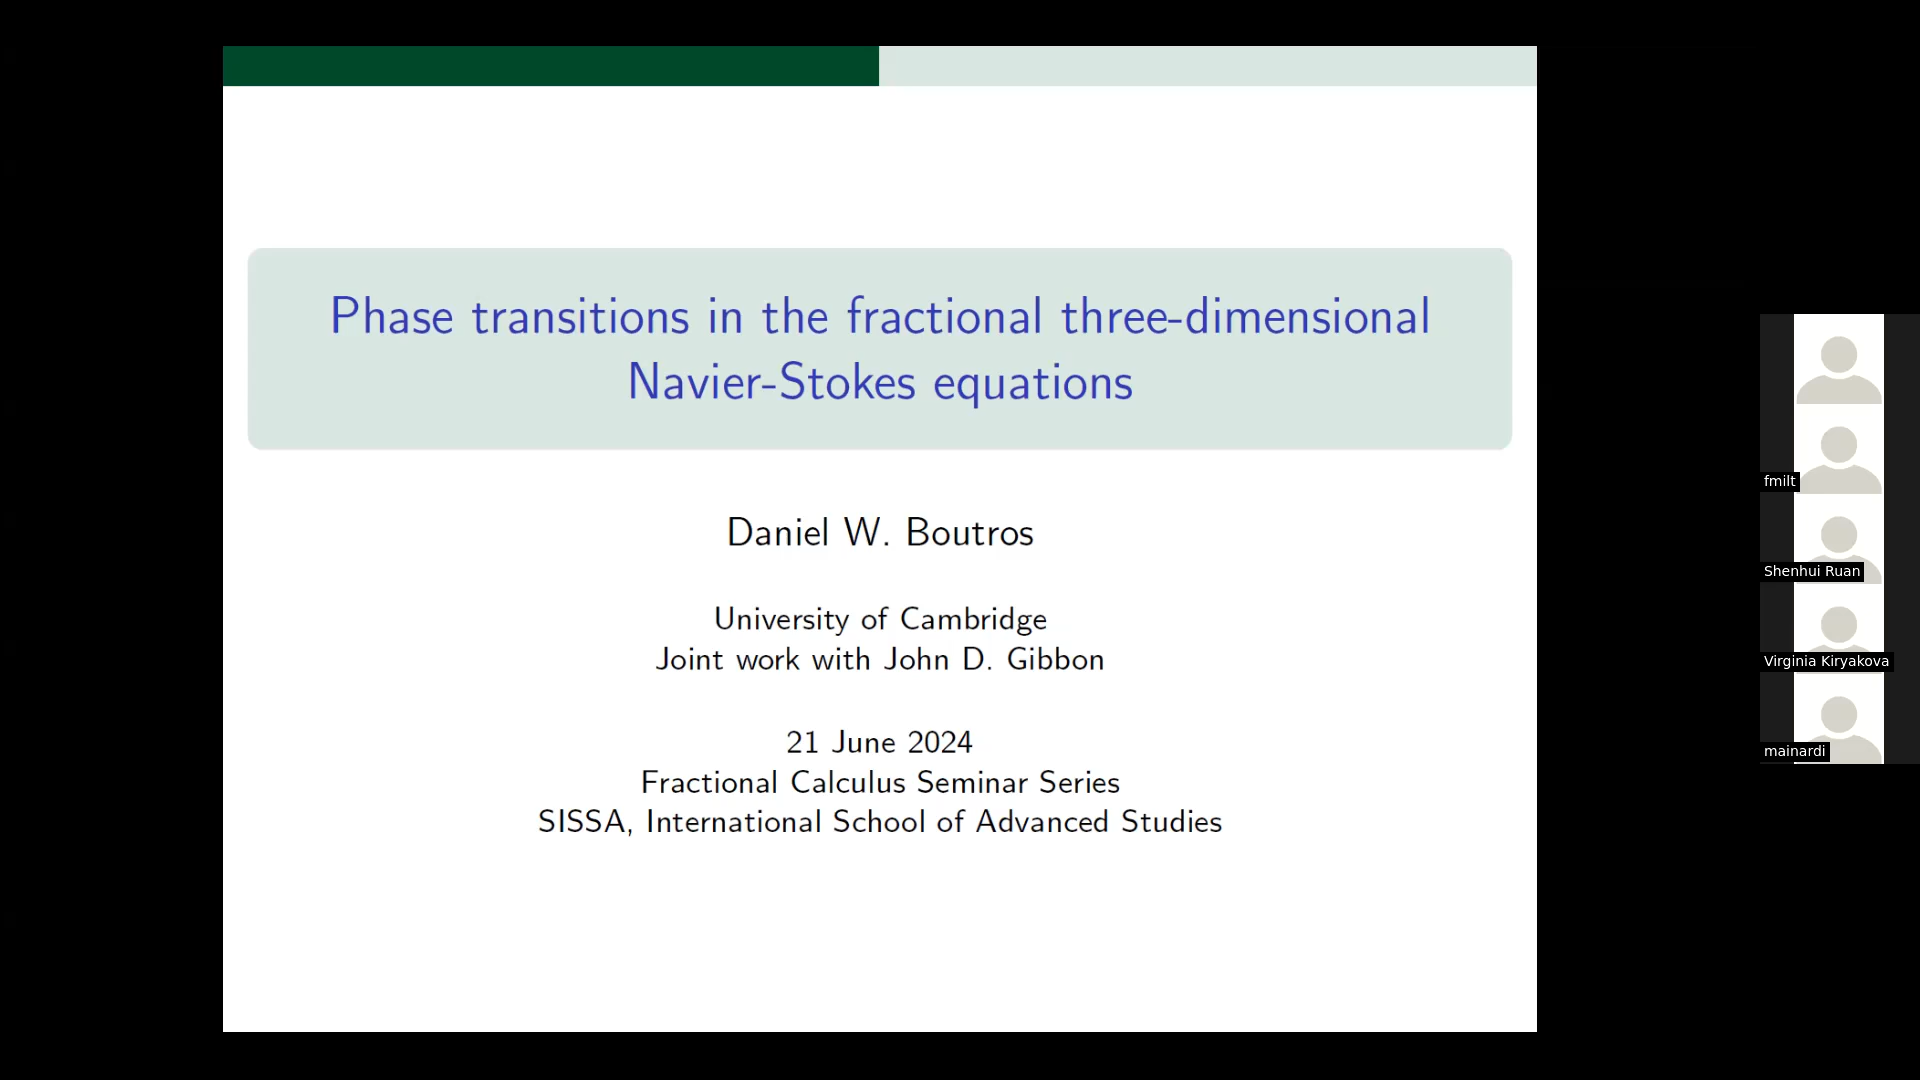 Phase transitions in the fractional three-dimensional
Navier-Stokes equations
Daniel W. Boutros
University of Cambridge
Joint work with John D. Gibbon
21 June 2024
Fractional Calculus Seminar Series
SISSA, International School of Advanced Studies
fmilt
Shenhui Ruan
Virginia Kiryakova
mainardi